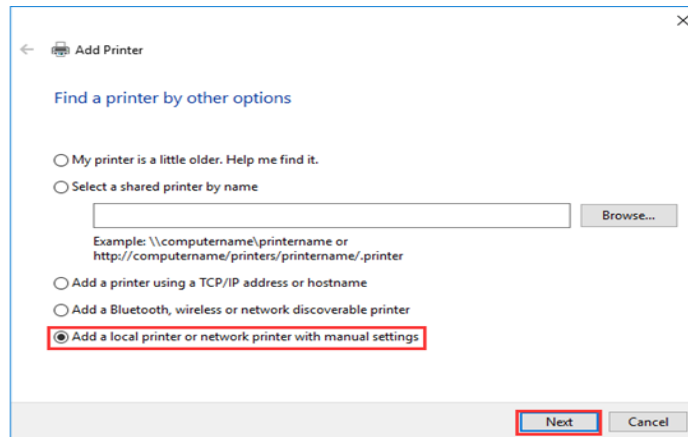 Add Printer
Find a printer by other options
My printer is a little older. Help me find it.
Select a shared printer by name
Browse...
Example: \\computername\printername or
http://computername/printers/printername/.printer
Add a printer using a TCP/IP address or hostname
Add a Bluetooth, wireless or network discoverable printer
Add a local printer or network printer with manual settings
Next Cancel